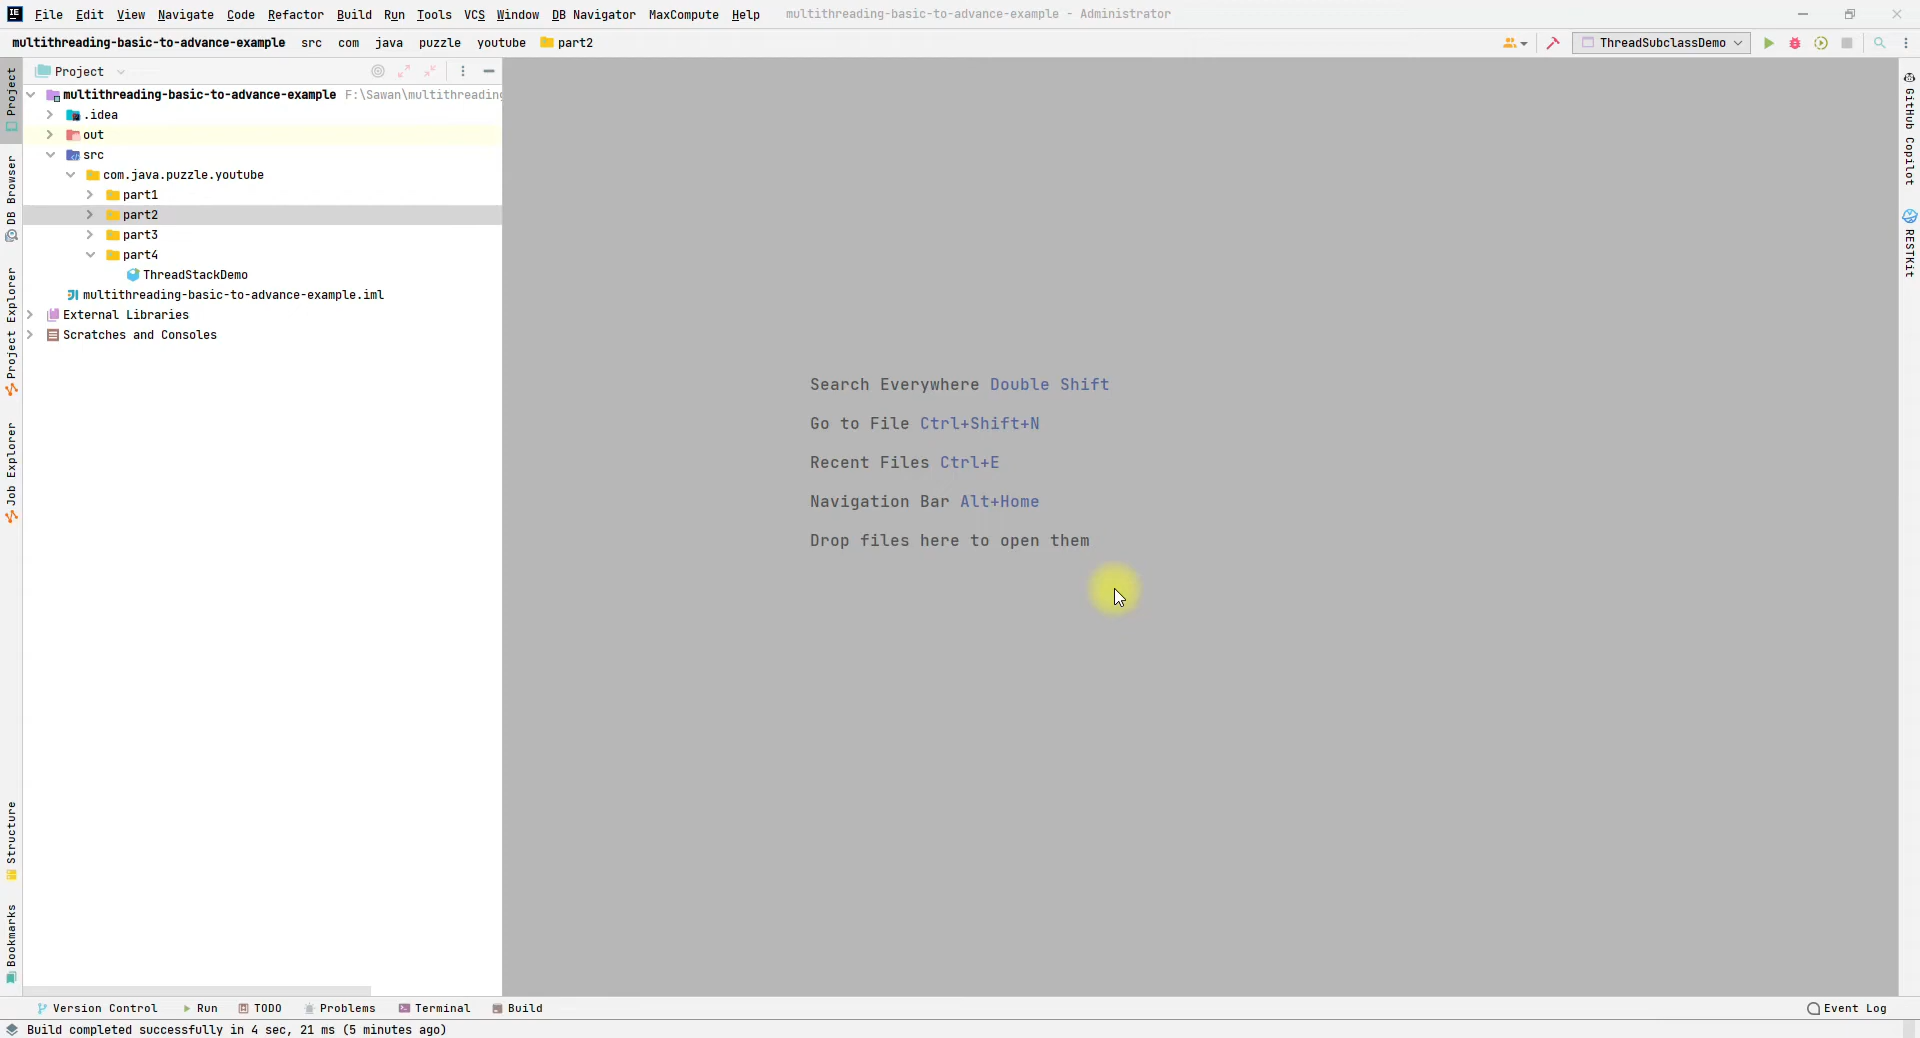 File Edit View Navigate Code Refactor Build Run Tools VCS Window DB Navigator MaxCompute Help multithreading-basic-to-advance-example - Administrator
multithreading-basic-to-advance-example src com java puzzle youtube part2 ThreadSubclassDemo
Project
multithreading-basic-to-advance-example F:\Sawan\multithreading
.idea
out
src
com.java.puzzle.youtube
part1
part2
part3
part4
ThreadStackDemo
multithreading-basic-to-advance-example.iml
External Libraries
Scratches and Consoles
Project
DB Browser
Project Explorer
Job Explorer
Structure
Bookmarks
Search Everywhere Double Shift
Go to File Ctrl+Shift+N
Recent Files Ctrl+E
Navigation Bar Alt+Home
Drop files here to open them
GitHub Copilot
RESTKit
Version Control Run TODO Problems Terminal Build Event Log
Build completed successfully in 4 sec, 21 ms (5 minutes ago)